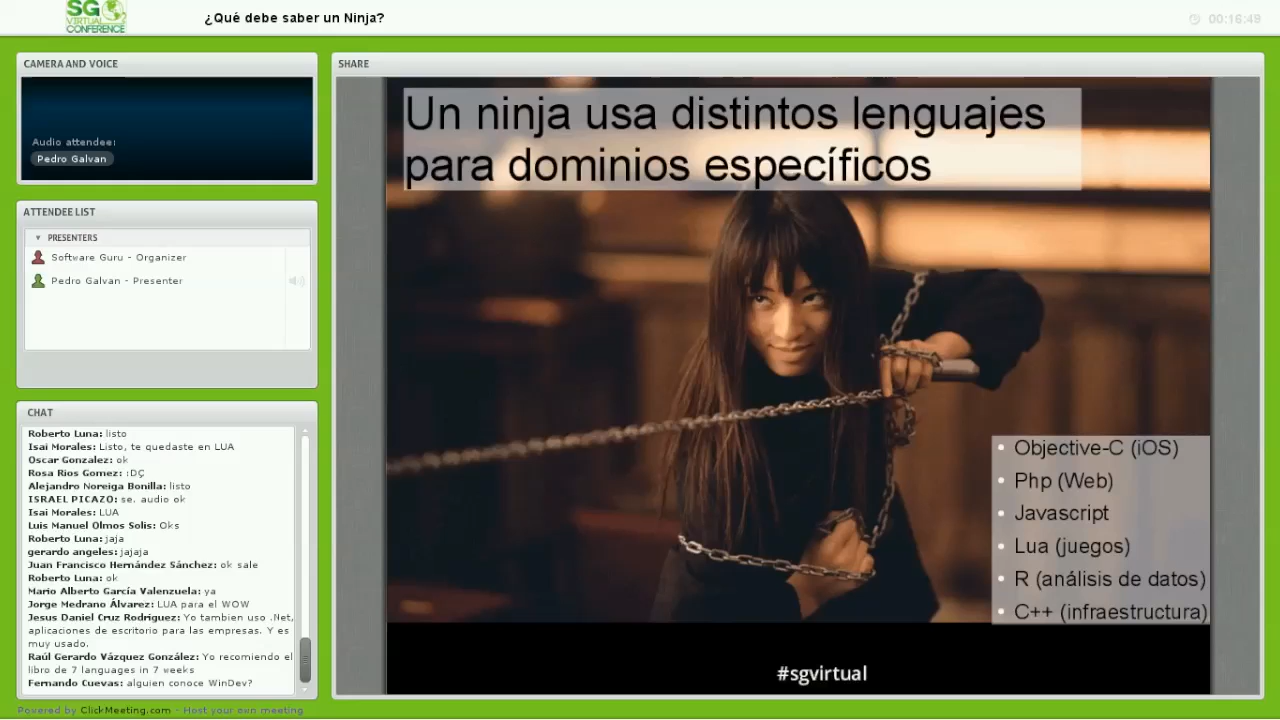 SG
VIRTUAL
CONFERENCE
¿Qué debe saber un Ninja?
00:16:49
CAMERA AND VOICE
Audio attendee:
Pedro Galvan
ATTENDEE LIST
PRESENTERS
Software Guru - Organizer
Pedro Galvan - Presenter
CHAT
Roberto Luna: listo
Isai Morales: Listo, te quedaste en LUA
Oscar Gonzalez: ok
Rosa Rios Gomez: :DÇ
Alejandro Noreiga Bonilla: listo
ISRAEL PICAZO: se. audio ok
Isai Morales: LUA
Luis Manuel Olmos Solis: Oks
Roberto Luna: jaja
gerardo angeles: jajaja
Juan Francisco Hernández Sánchez: ok sale
Roberto Luna: ok
Mario Alberto García Valenzuela: ya
Jorge Medrano Álvarez: LUA para el WOW
Jesus Daniel Cruz Rodriguez: Yo tambien uso .Net,
aplicaciones de escritorio para las empresas. Y es
muy usado.
Raúl Gerardo Vázquez González: Yo recomiendo el
libro de 7 languages in 7 weeks
Fernando Cuevas: alguien conoce WinDev?
Powered by ClickMeeting.com - Host your own meeting
SHARE
Un ninja usa distintos lenguajes
para dominios específicos
• Objective-C (iOS)
• Php (Web)
• Javascript
• Lua (juegos)
• R (análisis de datos)
• C++ (infraestructura)
#sgvirtual